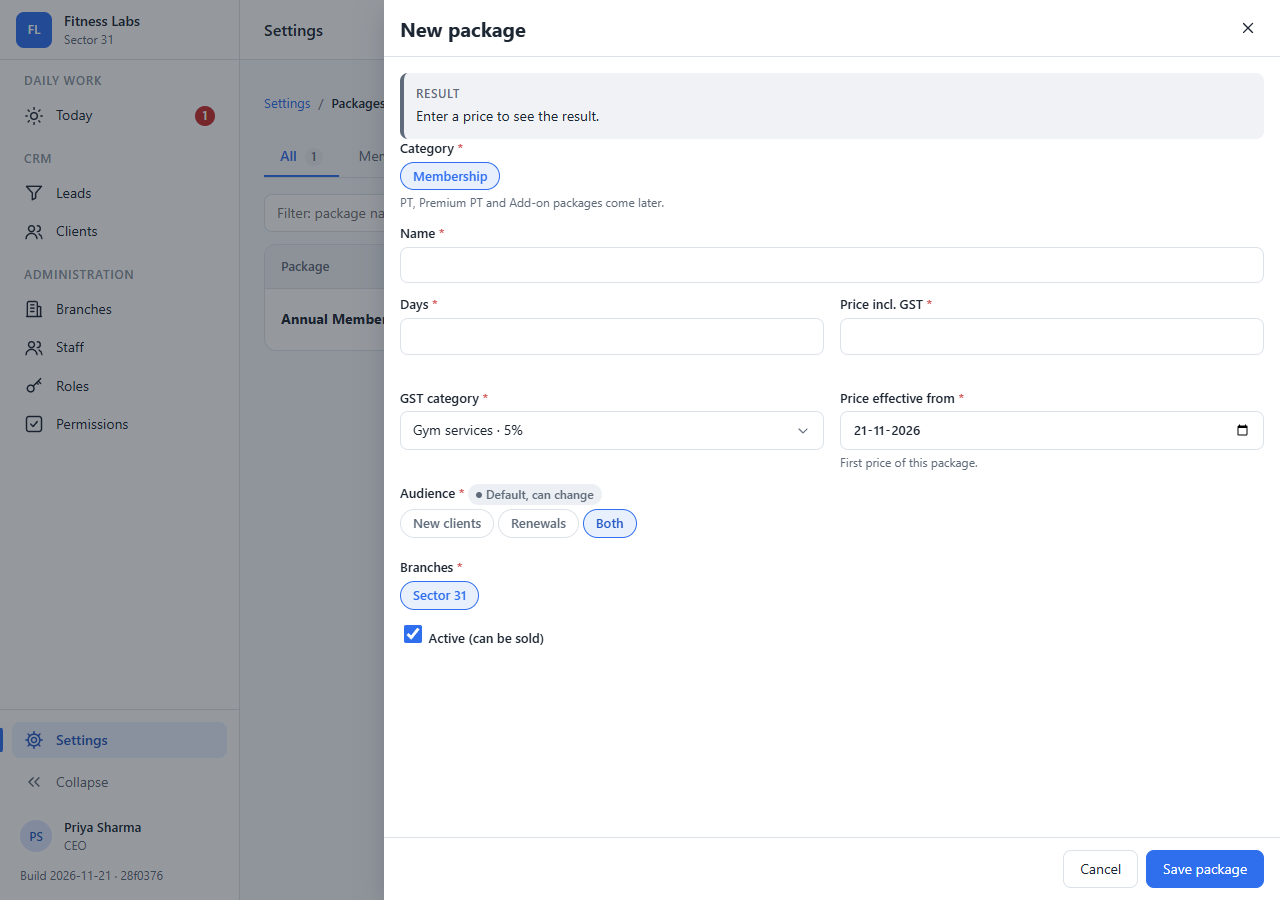 FL
Fitness Labs
Sector 31
DAILY WORK
Today
1
CRM
Leads
Clients
ADMINISTRATION
Branches
Staff
Roles
Permissions
Settings
Collapse
PS
Priya Sharma
CEO
Build 2026-11-21 · 28f0376
Settings
Settings / Packages
All 1
Filter: package
Package
Annual
New package
RESULT
Enter a price to see the result.
Category *
Membership
PT, Premium PT and Add-on packages come later.
Name *
Days *
Price incl. GST *
GST category *
Gym services · 5%
Price effective from *
21-11-2026
First price of this package.
Audience * Default, can change
New clients Renewals Both
Branches *
Sector 31
Active (can be sold)
Cancel
Save package